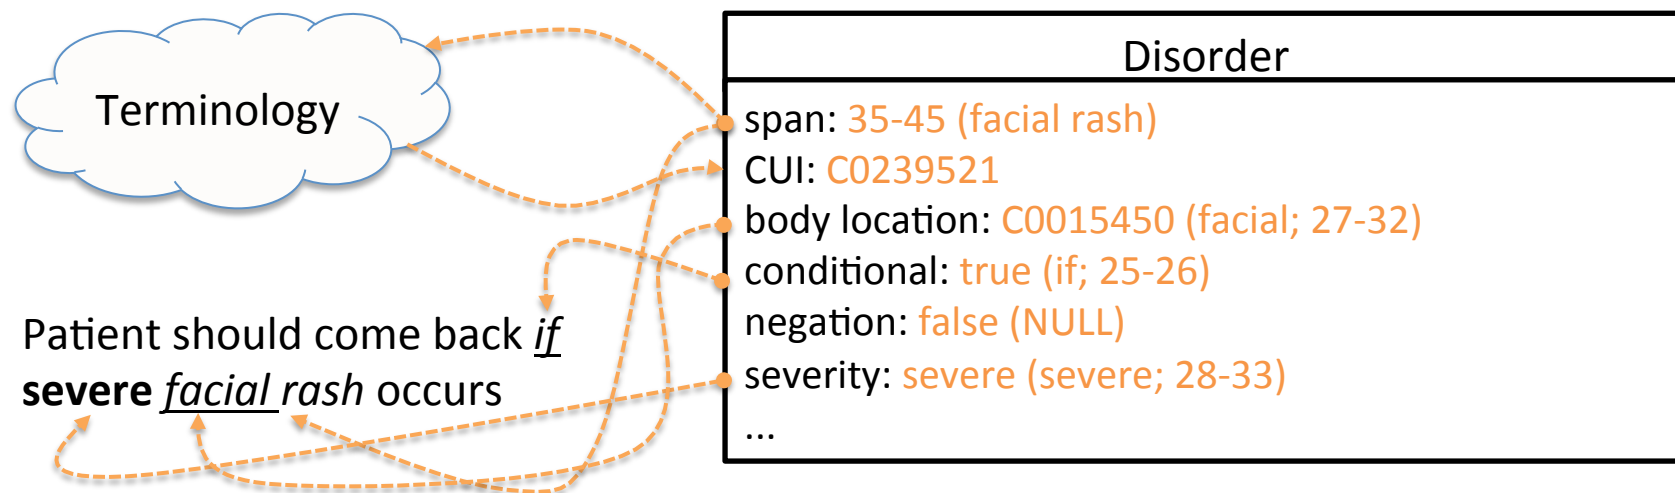 Terminology
Patient should come back if
severe facial rash occurs
Disorder
span: 35-45 (facial rash)
CUI: C0239521
body location: C0015450 (facial; 27-32)
conditional: true (if; 25-26)
negation: false (NULL)
severity: severe (severe; 28-33)
...